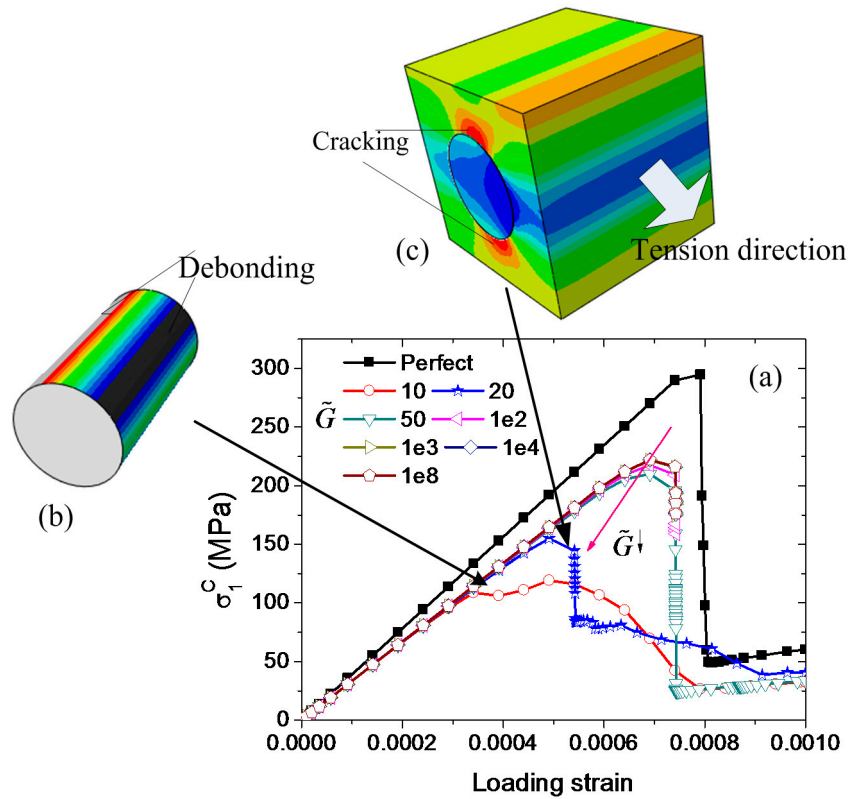 Cracking
(c)
Tension direction
Debonding
(b)
(a)
Perfect
10 20
G̃ 50 1e2
1e3 1e4
1e8
G̃↓
σ₁ᶜ (MPa)
300
250
200
150
100
50
0
0.0000 0.0002 0.0004 0.0006 0.0008 0.0010
Loading strain